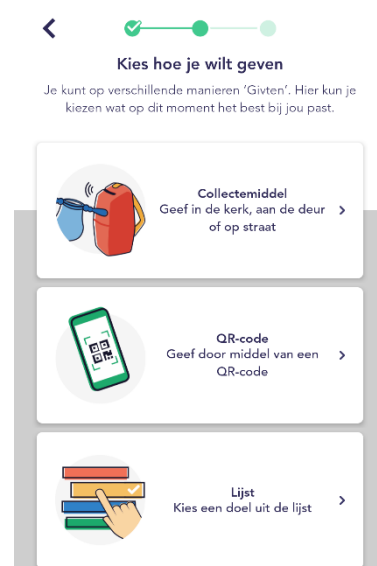 Kies hoe je wilt geven
Je kunt op verschillende manieren ‘Givten’. Hier kun je
kiezen wat op dit moment het best bij jou past.
Collectemiddel
Geef in de kerk, aan de deur
of op straat
QR-code
Geef door middel van een
QR-code
Lijst
Kies een doel uit de lijst